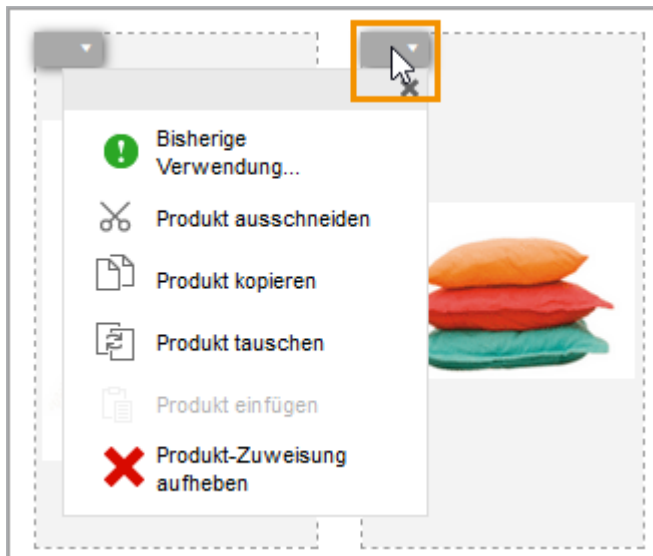 Bisherige
Verwendung...
Produkt ausschneiden
Produkt kopieren
Produkt tauschen
Produkt einfügen
Produkt-Zuweisung
aufheben